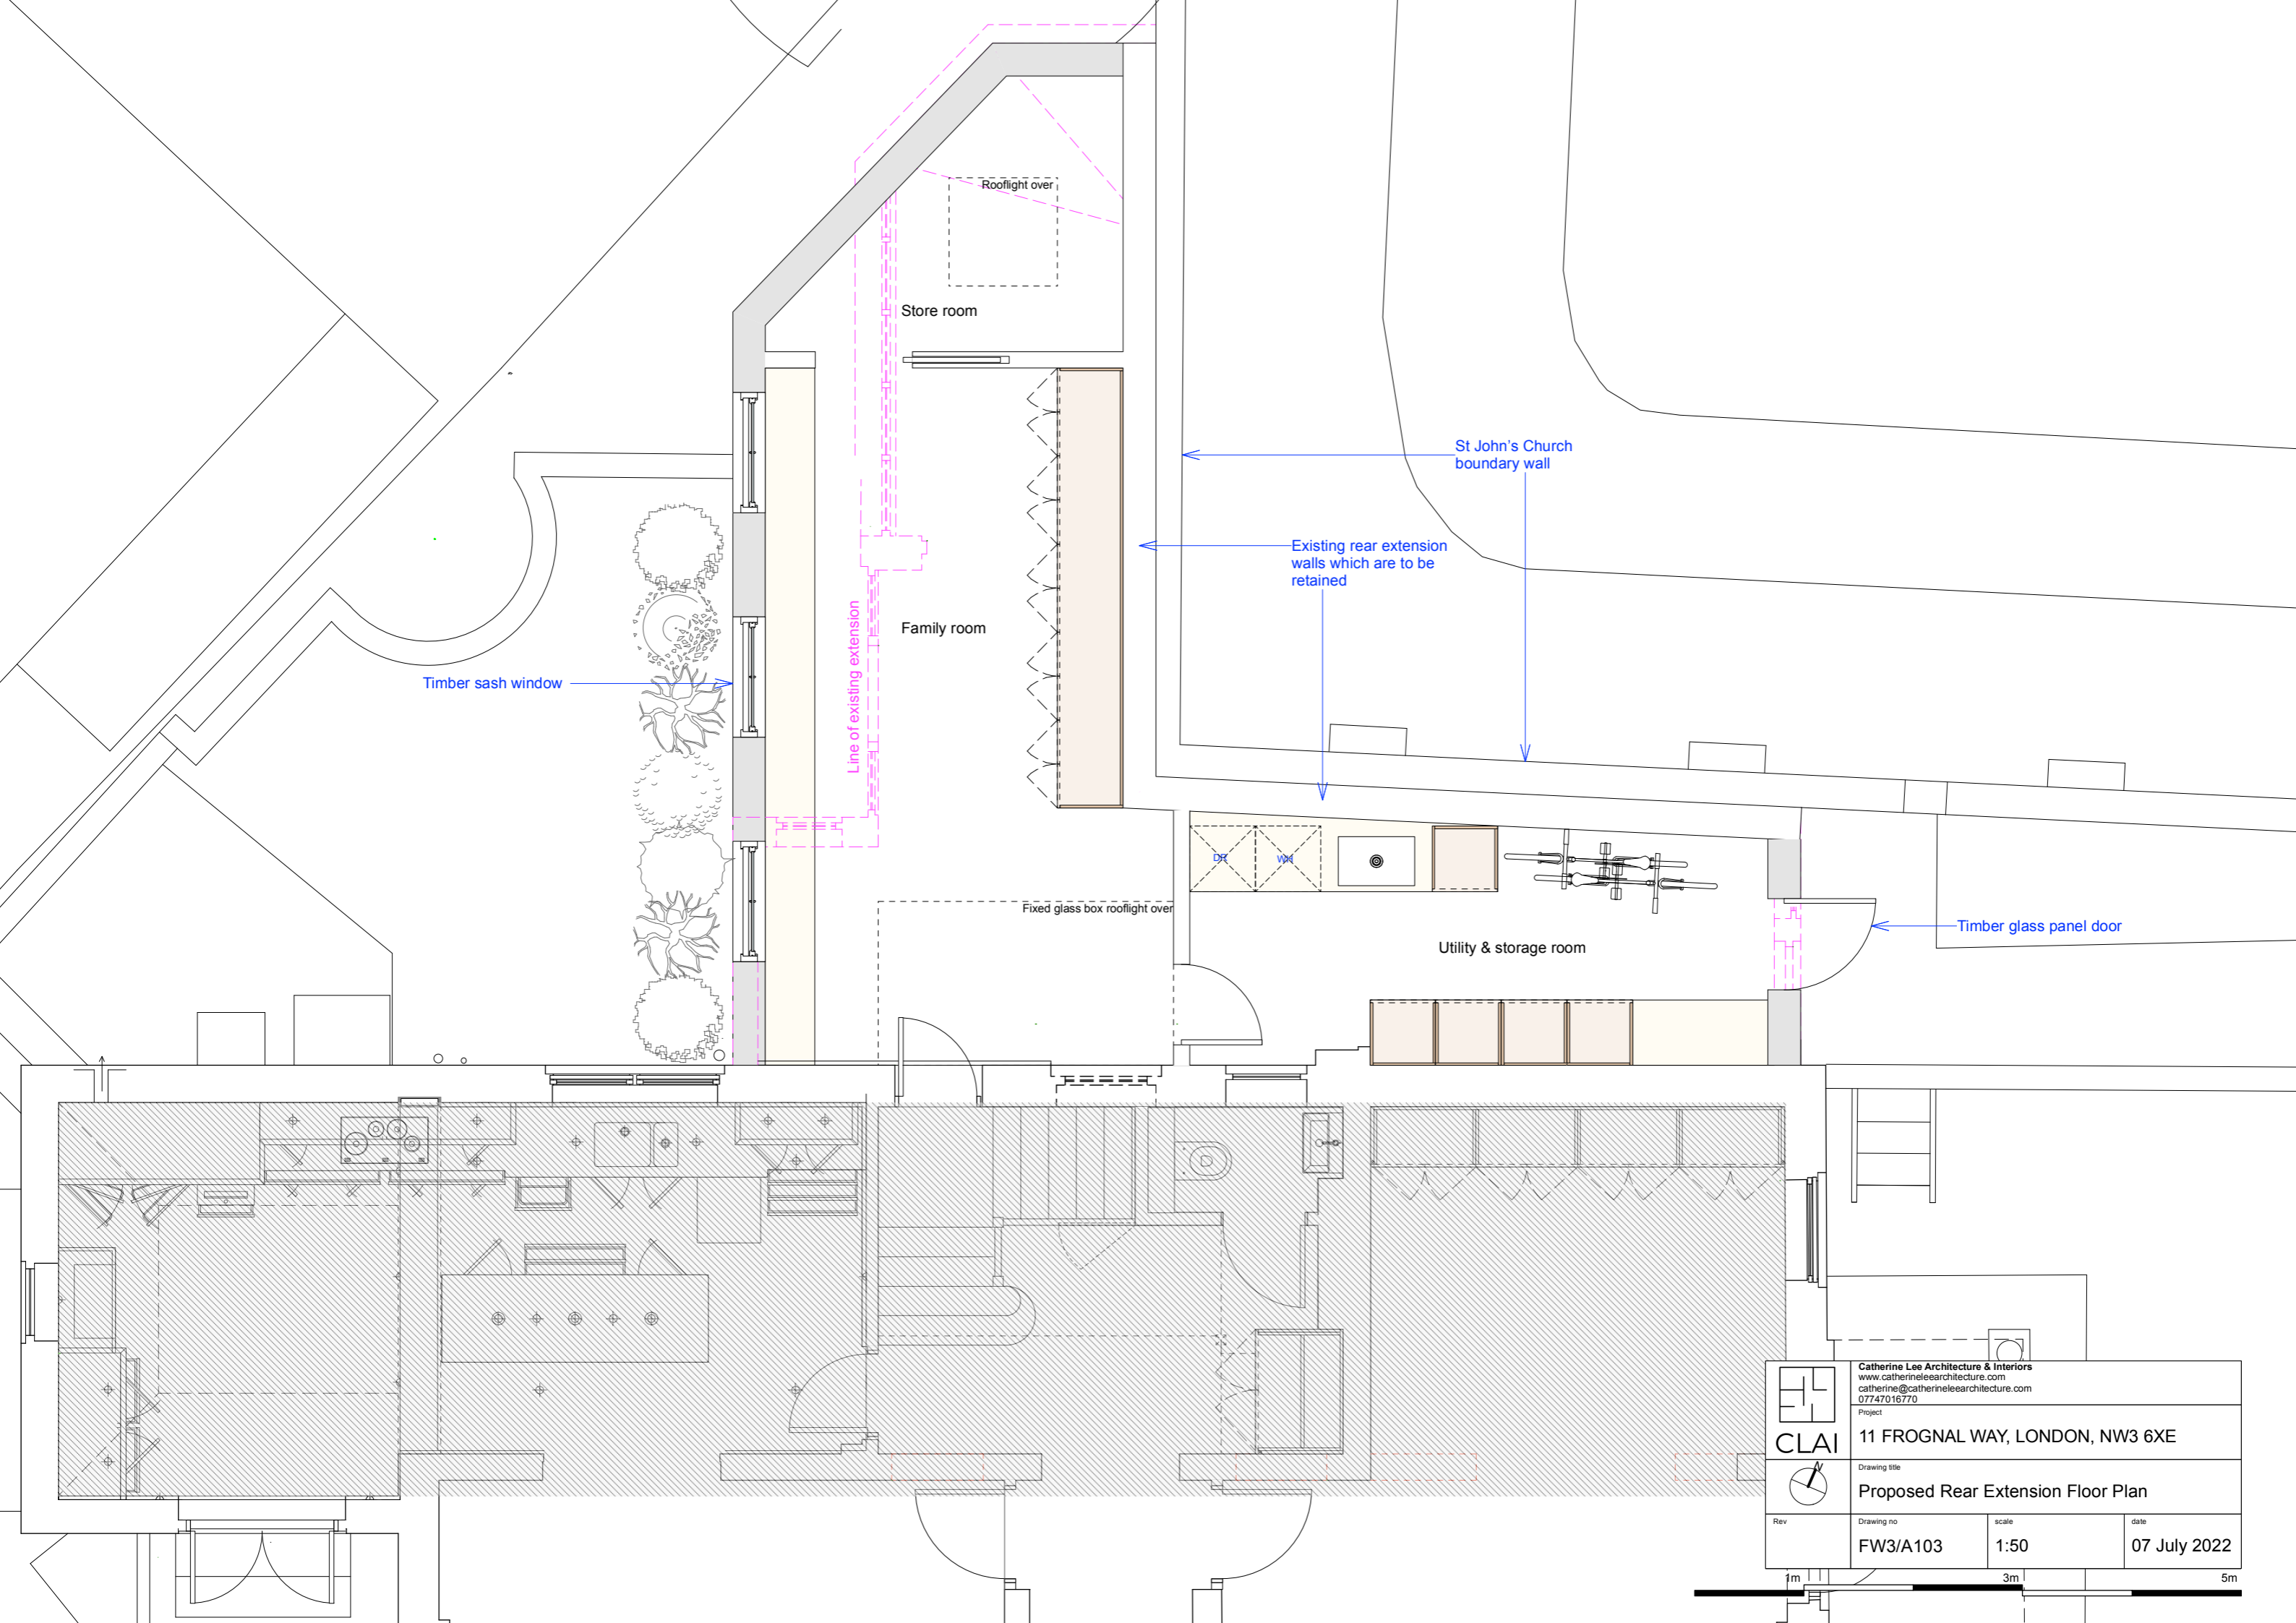 Rooflight over
Store room
St John's Church
boundary wall
Existing rear extension
walls which are to be
retained
Family room
Line of existing extension
Timber sash window
DR
WM
Fixed glass box rooflight over
Utility & storage room
Timber glass panel door
Catherine Lee Architecture & Interiors
www.catherineleearchitecture.com
catherine@catherineleearchitecture.com
07747016770
Project
11 FROGNAL WAY, LONDON, NW3 6XE
CLAI
N
Drawing title
Proposed Rear Extension Floor Plan
Rev
Drawing no
scale
date
FW3/A103
1:50
07 July 2022
1m
3m
5m